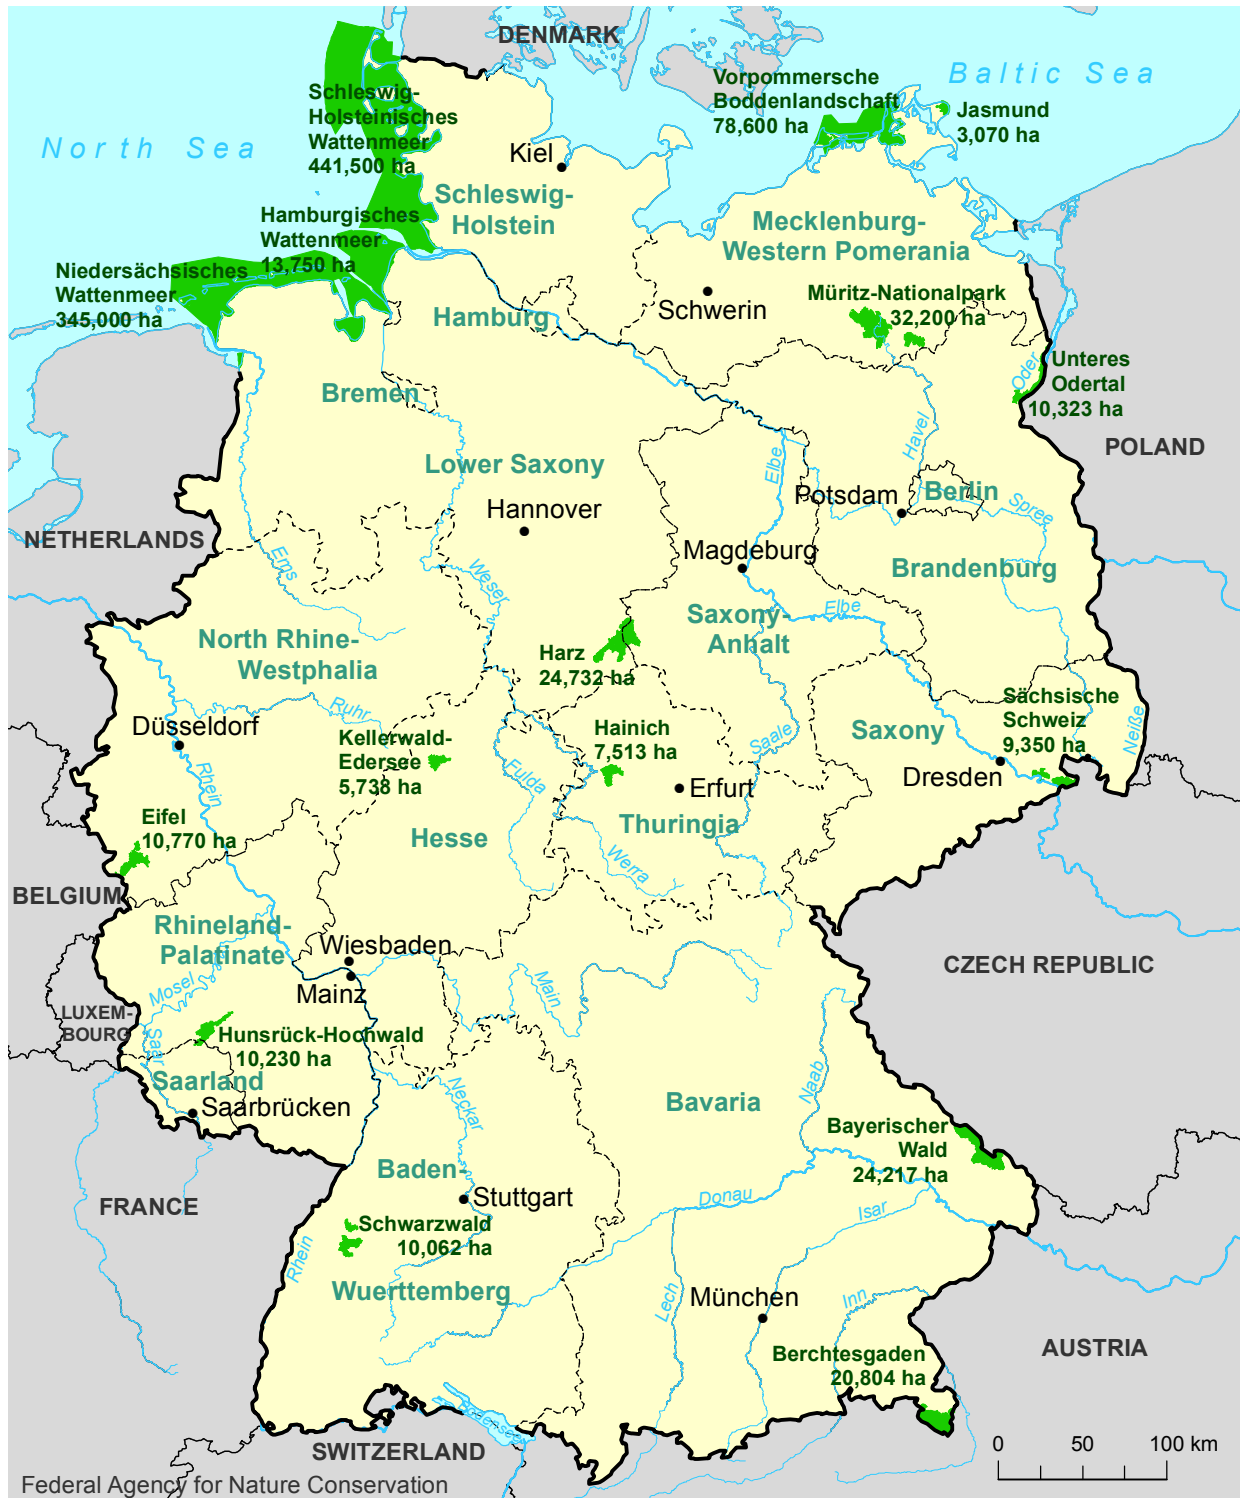 DENMARK
Baltic Sea
North Sea
Schleswig-
Holsteinisches
Wattenmeer
441,500 ha
Vorpommersche
Boddenlandschaft
78,600 ha
Jasmund
3,070 ha
Kiel
Schleswig-
Holstein
Hamburgisches
Wattenmeer
13,750 ha
Mecklenburg-
Western Pomerania
Niedersächsisches
Wattenmeer
345,000 ha
Schwerin
Müritz-Nationalpark
32,200 ha
Hamburg
Unteres
Odertal
10,323 ha
Oder
Bremen
Havel
POLAND
Lower Saxony
Elbe
Potsdam
Berlin
Spree
Hannover
NETHERLANDS
Magdeburg
Ems
Weser
Brandenburg
Elbe
Saxony-
Anhalt
North Rhine-
Westphalia
Harz
24,732 ha
Sächsische
Schweiz
9,350 ha
Neiße
Ruhr
Düsseldorf
Kellerwald-
Edersee
5,738 ha
Hainich
7,513 ha
Saale
Saxony
Rhein
Fulda
Erfurt
Dresden
Eifel
10,770 ha
Hesse
Thuringia
Werra
BELGIUM
Rhineland-
Palatinate
Wiesbaden
Mainz
Mosel
Main
CZECH REPUBLIC
LUXEM-
BOURG
Saar
Hunsrück-Hochwald
10,230 ha
Saarland
Saarbrücken
Neckar
Bavaria
Naab
Bayerischer
Wald
24,217 ha
Baden-
Stuttgart
Donau
FRANCE
Isar
Schwarzwald
10,062 ha
Rhein
Wuerttemberg
Lech
München
Inn
Berchtesgaden
20,804 ha
AUSTRIA
Bodensee
SWITZERLAND
0 50 100 km
Federal Agency for Nature Conservation